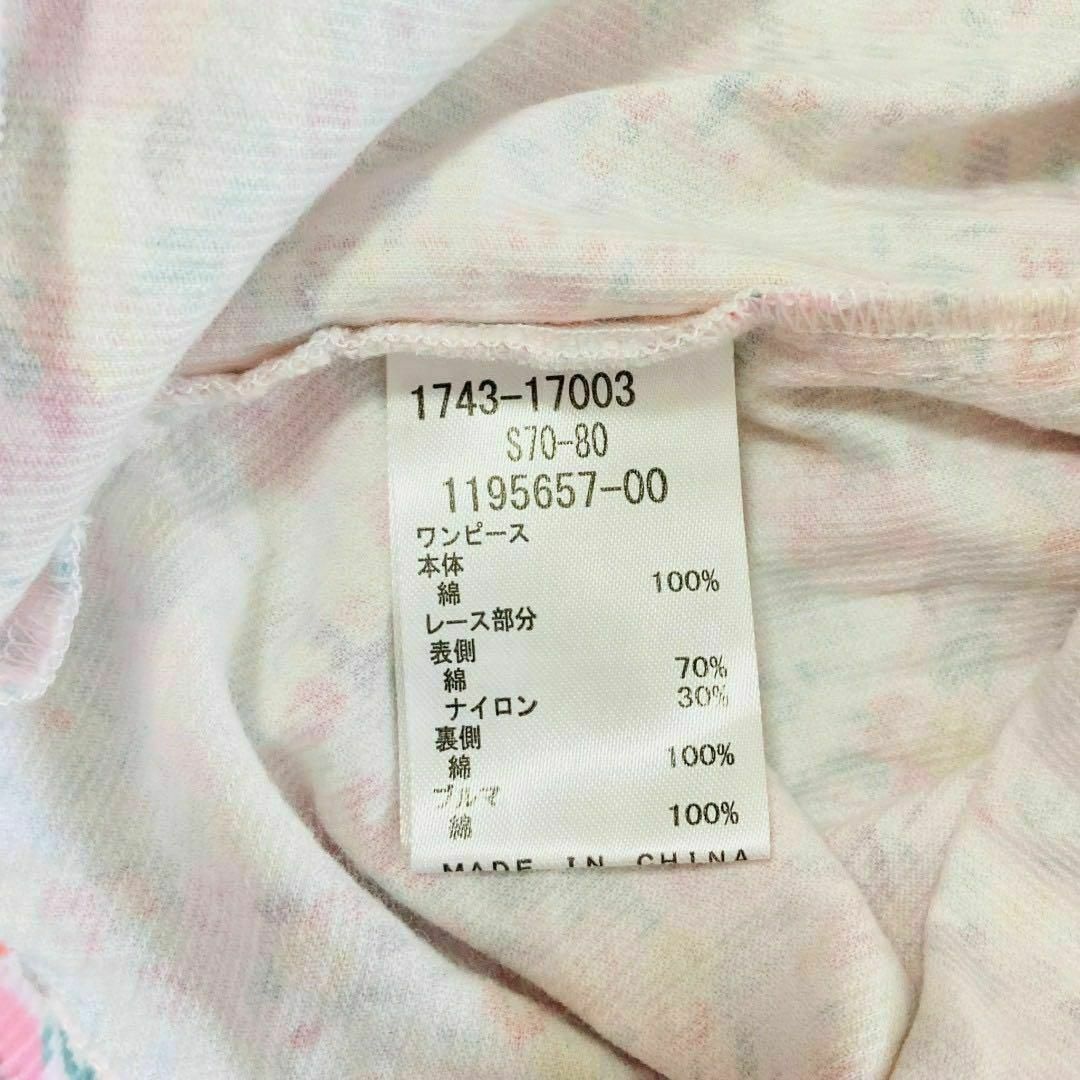 1743-17003
S70-80
1195657-00
ワンピース
本体
綿 100%
レース部分
表側
綿 70%
ナイロン 30%
裏側
綿 100%
ブルマ
綿 100%
MADE IN CHINA